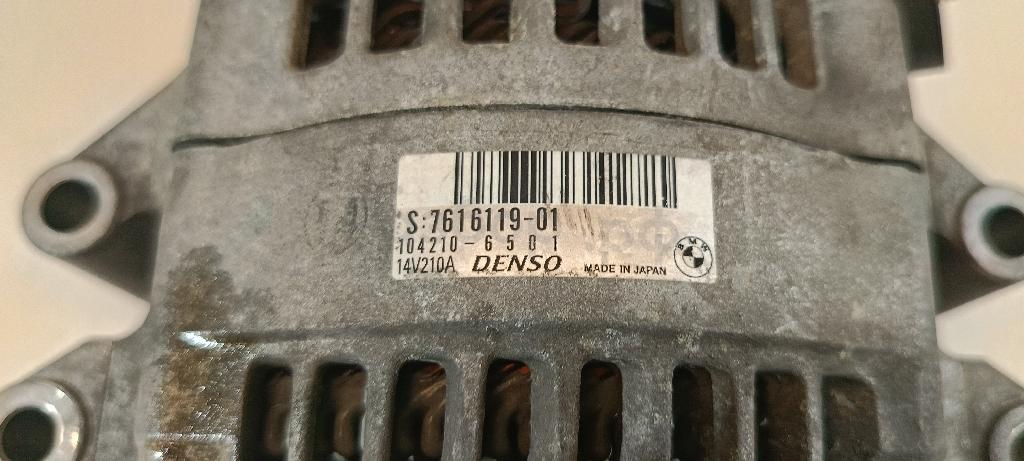 S:7616119-01
104210-6501
14V210A DENSO MADE IN JAPAN BMW